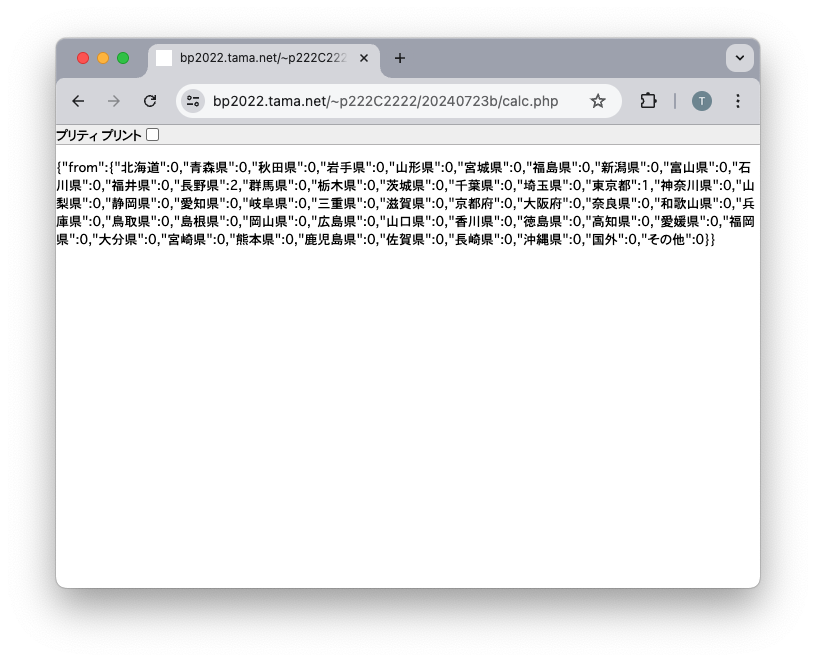 bp2022.tama.net/~p222C222
bp2022.tama.net/~p222C2222/20240723b/calc.php
T
プリティ プリント
{"from":{"北海道":0,"青森県":0,"秋田県":0,"岩手県":0,"山形県":0,"宮城県":0,"福島県":0,"新潟県":0,"富山県":0,"石
川県":0,"福井県":0,"長野県":2,"群馬県":0,"栃木県":0,"茨城県":0,"千葉県":0,"埼玉県":0,"東京都":1,"神奈川県":0,"山
梨県":0,"静岡県":0,"愛知県":0,"岐阜県":0,"三重県":0,"滋賀県":0,"京都府":0,"大阪府":0,"奈良県":0,"和歌山県":0,"兵
庫県":0,"鳥取県":0,"島根県":0,"岡山県":0,"広島県":0,"山口県":0,"香川県":0,"徳島県":0,"高知県":0,"愛媛県":0,"福岡
県":0,"大分県":0,"宮崎県":0,"熊本県":0,"鹿児島県":0,"佐賀県":0,"長崎県":0,"沖縄県":0,"国外":0,"その他":0}}